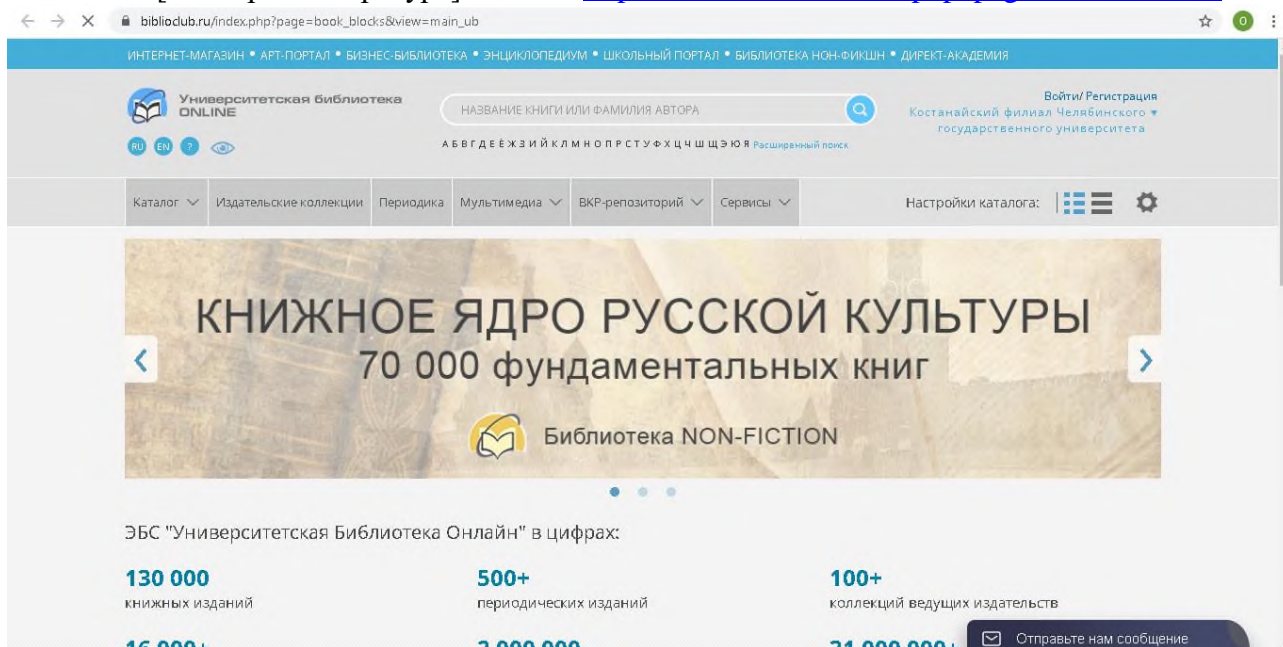 biblioclub.ru/index.php?page=book_blocks&view=main_ub
ИНТЕРНЕТ-МАГАЗИН • АРТ-ПОРТАЛ • БИЗНЕС-БИБЛИОТЕКА • ЭНЦИКЛОПЕДИУМ • ШКОЛЬНЫЙ ПОРТАЛ • БИБЛИОТЕКА НОН-ФИКШН • ДИРЕКТ-АКАДЕМИЯ
Университетская библиотека
ONLINE
НАЗВАНИЕ КНИГИ ИЛИ ФАМИЛИЯ АВТОРА
Войти/ Регистрация
Костанайский филиал Челябинского
государственного университета
RU EN ?
А Б В Г Д Е Ё Ж З И Й К Л М Н О П Р С Т У Ф Х Ц Ч Ш Щ Э Ю Я Расширенный поиск
Каталог Издательские коллекции Периодика Мультимедиа ВКР-репозиторий Сервисы Настройки каталога:
КНИЖНОЕ ЯДРО РУССКОЙ КУЛЬТУРЫ
70 000 фундаментальных книг
Библиотека NON-FICTION
ЭБС "Университетская Библиотека Онлайн" в цифрах:
130 000 500+ 100+
книжных изданий периодических изданий коллекций ведущих издательств
Отправьте нам сообщение